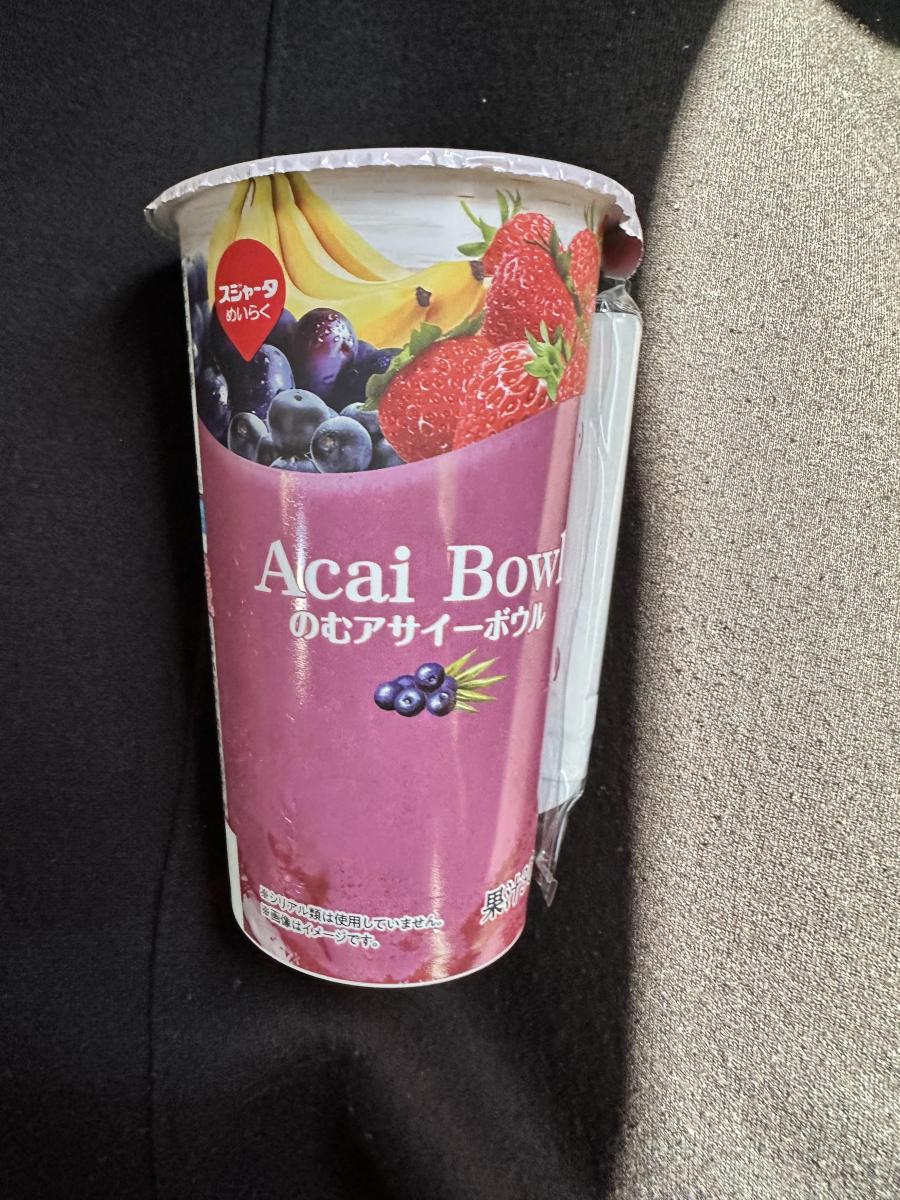 スジャータ
めいらく
Acai Bowl
のむアサイーボウル
※シリアル類は使用していません。
※画像はイメージです。
果汁